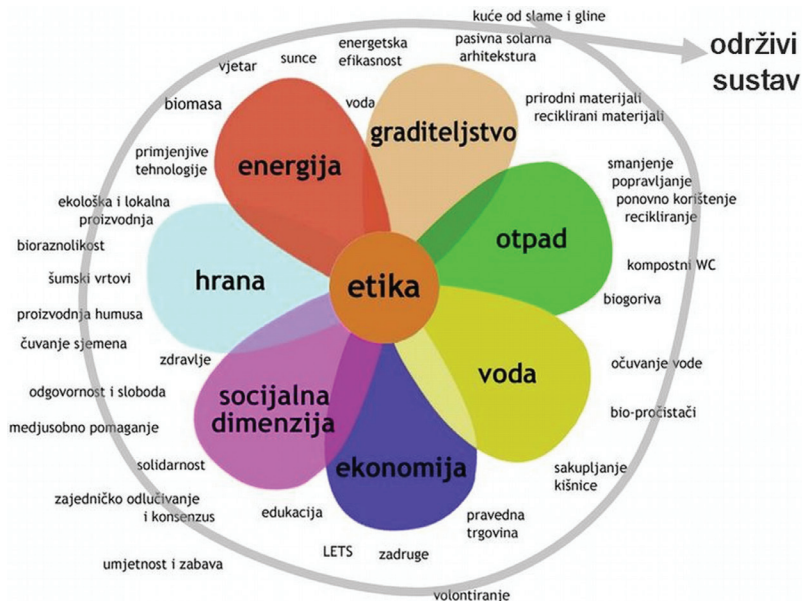 kuće od slame i gline
održivi
sustav
pasivna solarna
arhitektura
energetska
efikasnost
sunce
vjetar
biomasa
voda
primjenjive
tehnologije
energija
graditeljstvo
prirodni materijali
reciklirani materijali
smanjenje
popravljanje
ponovno korištenje
recikliranje
ekološka i lokalna
proizvodnja
bioraznolikost
šumski vrtovi
proizvodnja humusa
čuvanje sjemena
hrana
etika
otpad
kompostni WC
biogoriva
zdravlje
odgovornost i sloboda
medjusobno pomaganje
solidarnost
zajedničko odlučivanje
i konsenzus
umjetnost i zabava
socijalna
dimenzija
edukacija
ekonomija
LETS
zadruge
pravedna
trgovina
volontiranje
voda
očuvanje vode
bio-pročistači
sakupljanje
kišnice